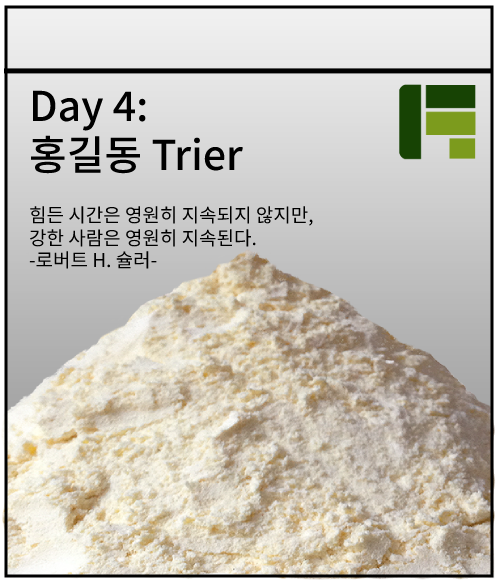 Day 4:
홍길동 Trier
힘든 시간은 영원히 지속되지 않지만,
강한 사람은 영원히 지속된다.
-로버트 H. 슐러-